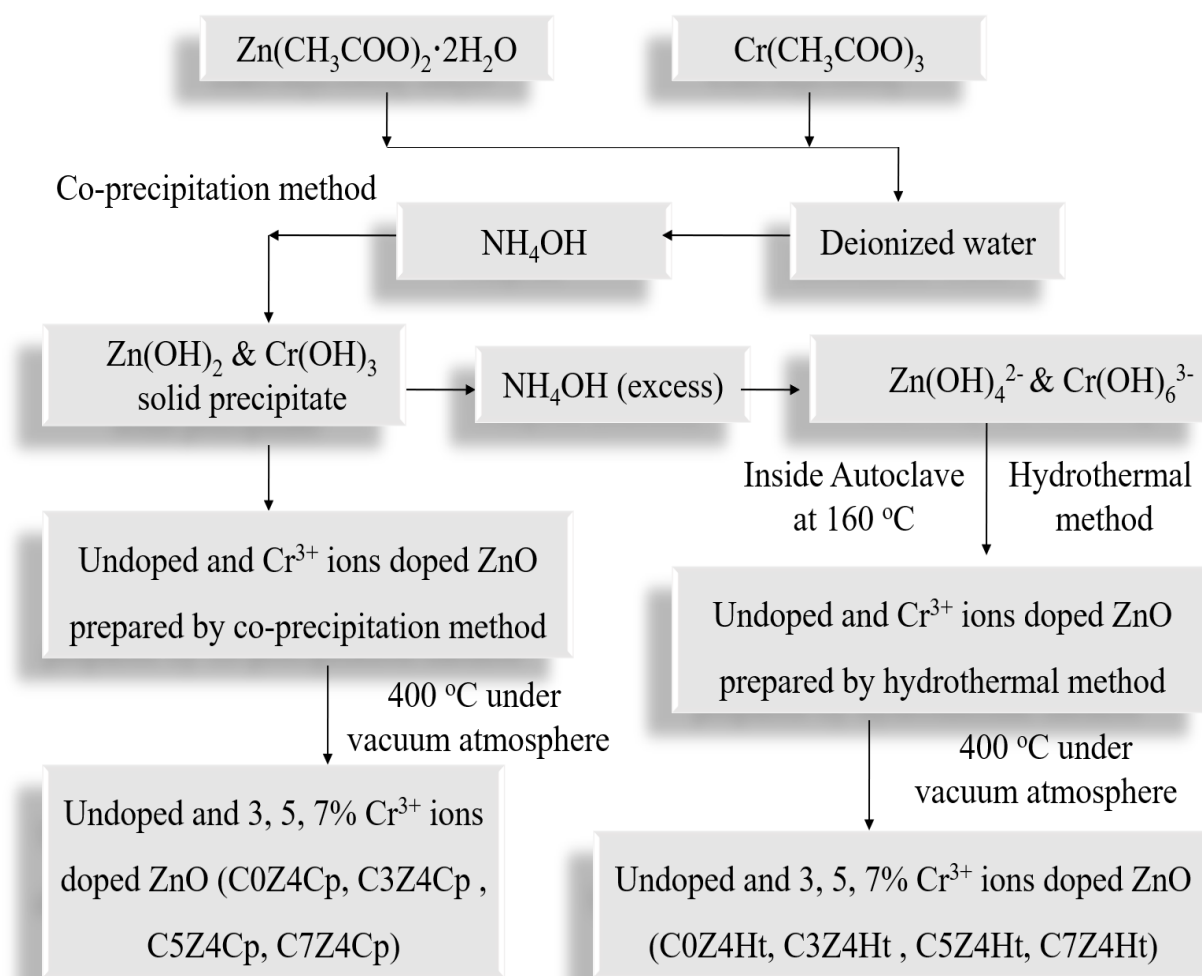 Zn(CH₃COO)₂·2H₂O
Cr(CH₃COO)₃
Co-precipitation method
NH₄OH
Deionized water
Zn(OH)₂ & Cr(OH)₃
solid precipitate
NH₄OH (excess)
Zn(OH)₄²⁻ & Cr(OH)₆³⁻
Inside Autoclave
at 160 ᵒC
Hydrothermal
method
Undoped and Cr³⁺ ions doped ZnO
prepared by co-precipitation method
Undoped and Cr³⁺ ions doped ZnO
prepared by hydrothermal method
400 ᵒC under
vacuum atmosphere
400 ᵒC under
vacuum atmosphere
Undoped and 3, 5, 7% Cr³⁺ ions
doped ZnO (C0Z4Cp, C3Z4Cp ,
C5Z4Cp, C7Z4Cp)
Undoped and 3, 5, 7% Cr³⁺ ions doped ZnO
(C0Z4Ht, C3Z4Ht , C5Z4Ht, C7Z4Ht)